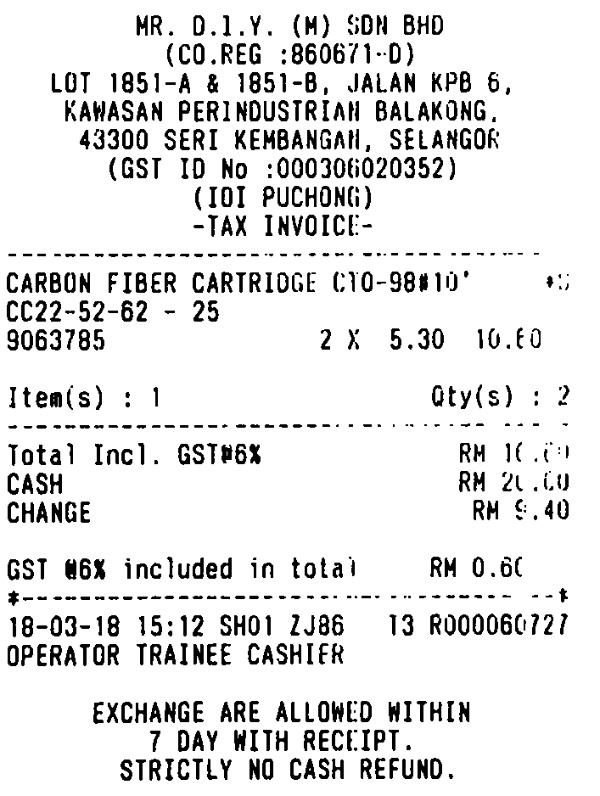 MR. D.I.Y. (M) SDN BHD
(CO.REG :860671-D)
LOT 1851-A & 1851-B, JALAN KPB 6,
KAWASAN PERINDUSTRIAN BALAKONG,
43300 SERI KEMBANGAN, SELANGOR
(GST ID No :000306020352)
(IOI PUCHONG)
-TAX INVOICE-
CARBON FIBER CARTRIDGE CTO-98#10' *S
CC22-52-62 - 25
9063785 2 X 5.30 10.60
Item(s) : 1 Qty(s) : 2
Total Incl. GST@6% RM 10.60
CASH RM 20.00
CHANGE RM 9.40
GST @6% included in total RM 0.60
18-03-18 15:12 SH01 ZJ86 T3 R000060727
OPERATOR TRAINEE CASHIER
EXCHANGE ARE ALLOWED WITHIN
7 DAY WITH RECEIPT.
STRICTLY NO CASH REFUND.